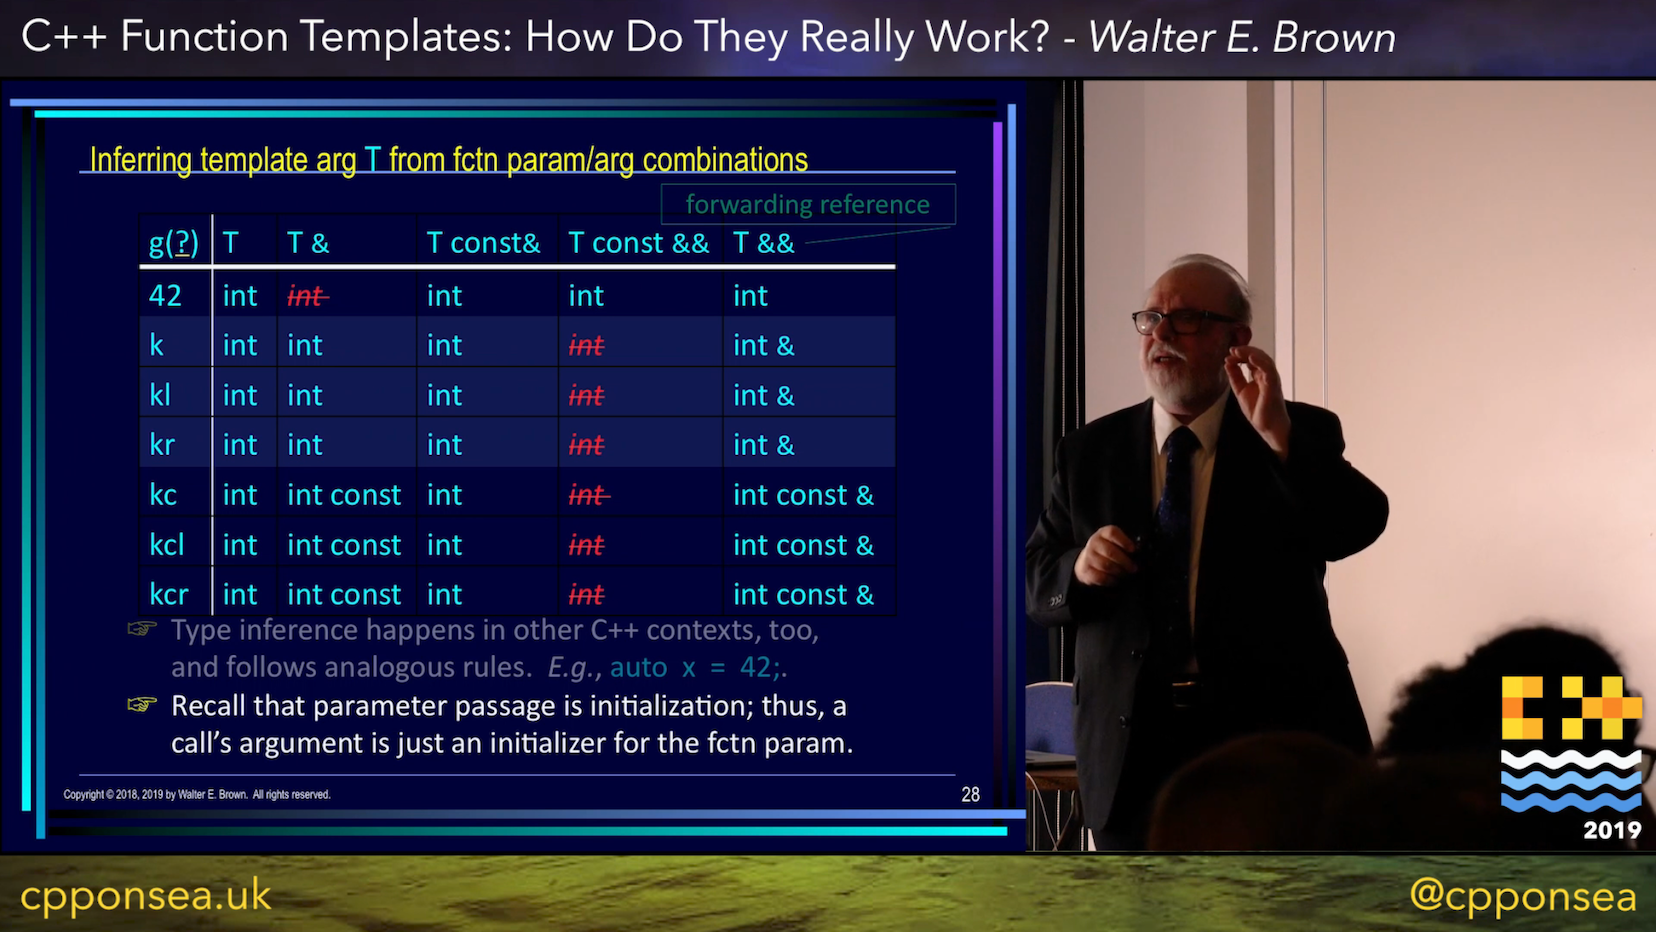 C++ Function Templates: How Do They Really Work? - Walter E. Brown
Inferring template arg T from fctn param/arg combinations
forwarding reference
g(?) T T & T const& T const && T &&
42 int int int int int
k int int int int int &
kl int int int int int &
kr int int int int int &
kc int int const int int int const &
kcl int int const int int int const &
kcr int int const int int int const &
☞ Type inference happens in other C++ contexts, too,
and follows analogous rules. E.g., auto x = 42;.
☞ Recall that parameter passage is initialization; thus, a
call's argument is just an initializer for the fctn param.
Copyright © 2018, 2019 by Walter E. Brown. All rights reserved.
28
C++
2019
cpponsea.uk
@cpponsea